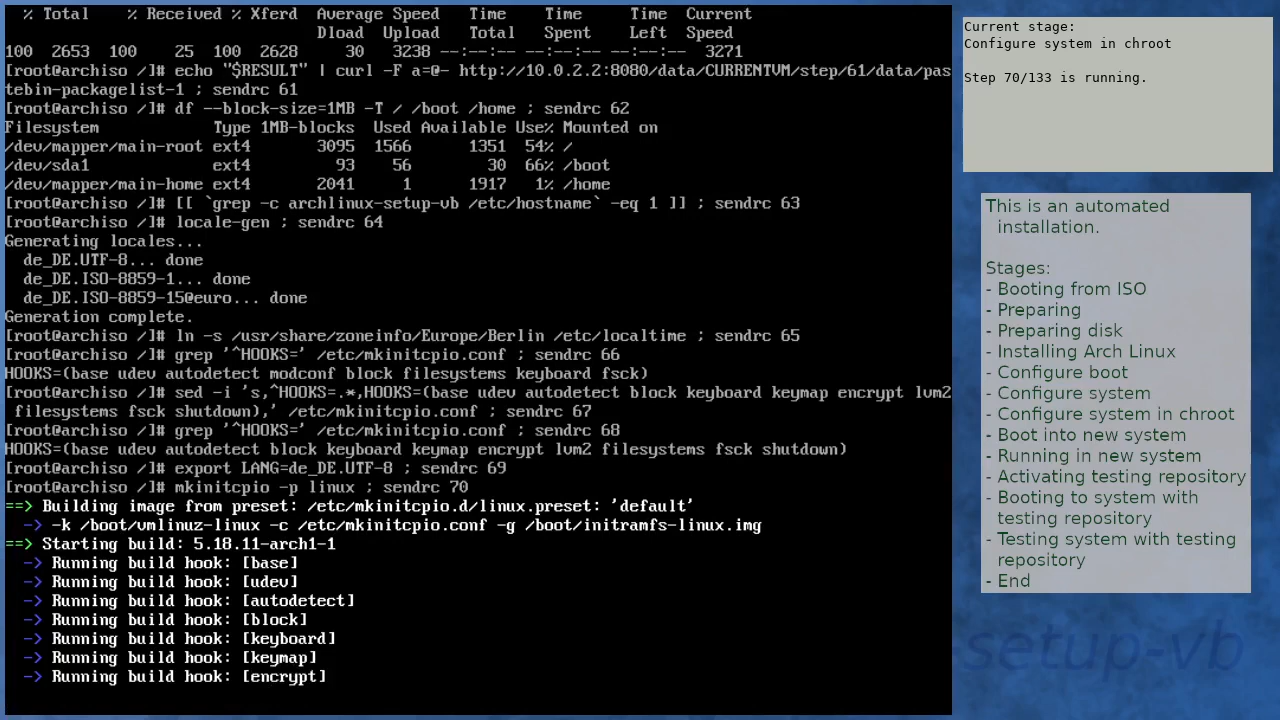 % Total    % Received % Xferd  Average Speed   Time    Time     Time  Current
                                 Dload  Upload   Total   Spent    Left  Speed
100  2653  100    25  100  2628     30   3238 --:--:-- --:--:-- --:--:--  3271
[root@archiso /]# echo "$RESULT" | curl -F a=@- http://10.0.2.2:8080/data/CURRENTVM/step/61/data/pas
tebin-packagelist-1 ; sendrc 61
[root@archiso /]# df --block-size=1MB -T / /boot /home ; sendrc 62
Filesystem            Type 1MB-blocks  Used Available Use% Mounted on
/dev/mapper/main-root ext4       3095  1566      1351  54% /
/dev/sda1             ext4         93    56        30  66% /boot
/dev/mapper/main-home ext4       2041     1      1917   1% /home
[root@archiso /]# [[ `grep -c archlinux-setup-vb /etc/hostname` -eq 1 ]] ; sendrc 63
[root@archiso /]# locale-gen ; sendrc 64
Generating locales...
  de_DE.UTF-8... done
  de_DE.ISO-8859-1... done
  de_DE.ISO-8859-15@euro... done
Generation complete.
[root@archiso /]# ln -s /usr/share/zoneinfo/Europe/Berlin /etc/localtime ; sendrc 65
[root@archiso /]# grep '^HOOKS=' /etc/mkinitcpio.conf ; sendrc 66
HOOKS=(base udev autodetect modconf block filesystems keyboard fsck)
[root@archiso /]# sed -i 's,^HOOKS=.*,HOOKS=(base udev autodetect block keyboard keymap encrypt lvm2
 filesystems fsck shutdown),' /etc/mkinitcpio.conf ; sendrc 67
[root@archiso /]# grep '^HOOKS=' /etc/mkinitcpio.conf ; sendrc 68
HOOKS=(base udev autodetect block keyboard keymap encrypt lvm2 filesystems fsck shutdown)
[root@archiso /]# export LANG=de_DE.UTF-8 ; sendrc 69
[root@archiso /]# mkinitcpio -p linux ; sendrc 70
==> Building image from preset: /etc/mkinitcpio.d/linux.preset: 'default'
  -> -k /boot/vmlinuz-linux -c /etc/mkinitcpio.conf -g /boot/initramfs-linux.img
==> Starting build: 5.18.11-arch1-1
  -> Running build hook: [base]
  -> Running build hook: [udev]
  -> Running build hook: [autodetect]
  -> Running build hook: [block]
  -> Running build hook: [keyboard]
  -> Running build hook: [keymap]
  -> Running build hook: [encrypt]
Current stage:
Configure system in chroot
Step 70/133 is running.
This is an automated
installation.
Stages:
- Booting from ISO
- Preparing
- Preparing disk
- Installing Arch Linux
- Configure boot
- Configure system
- Configure system in chroot
- Boot into new system
- Running in new system
- Activating testing repository
- Booting to system with
testing repository
- Testing system with testing
repository
- End
setup-vb